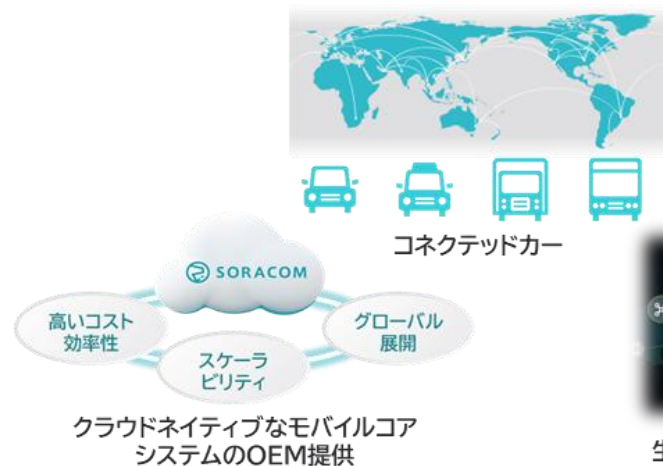 コネクテッドカー
SORACOM
高いコスト
効率性
スケーラ
ビリティ
グローバル
展開
クラウドネイティブなモバイルコア
システムのOEM提供